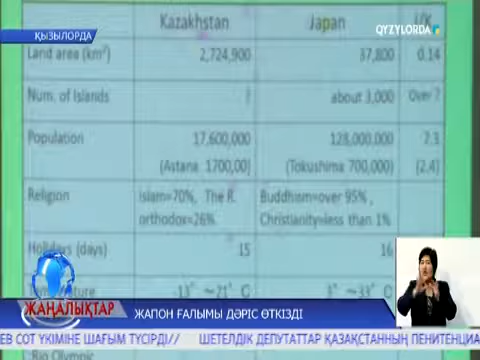 ҚЫЗЫЛОРДА
QYZYLORDA
Kazakhstan Japan J/K
Land area (km²) 2,724,900 37,800 0.14
Num. of Islands ? about 3,000 Over ?
Population 17,600,000 128,000,000 7.3
(Astana 1700,00) (Tokushima 700,000) (2.4)
Religion Islam=70%, The R. Buddhism=over 95% ,
orthodox=26% Christianity=less than 1%
Holidays (days) 15 16
-13° ~21° C 3° ~33° C
ЖАҢАЛЫҚТАР
ЖАПОН ҒАЛЫМЫ ДӘРІС ӨТКІЗДІ
ЕВ СОТ ҮКІМІНЕ ШАҒЫМ ТҮСІРДІ// ШЕТЕЛДІК ДЕПУТАТТАР ҚАЗАҚСТАННЫҢ ПЕНИТЕНЦИА
Rio Olympic